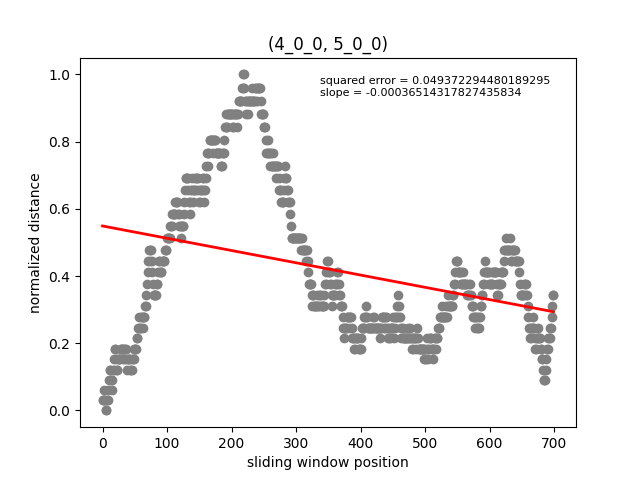 (4_0_0, 5_0_0)
squared error = 0.049372294480189295
slope = -0.00036514317827435834
normalized distance
1.0
0.8
0.6
0.4
0.2
0.0
0 100 200 300 400 500 600 700
sliding window position